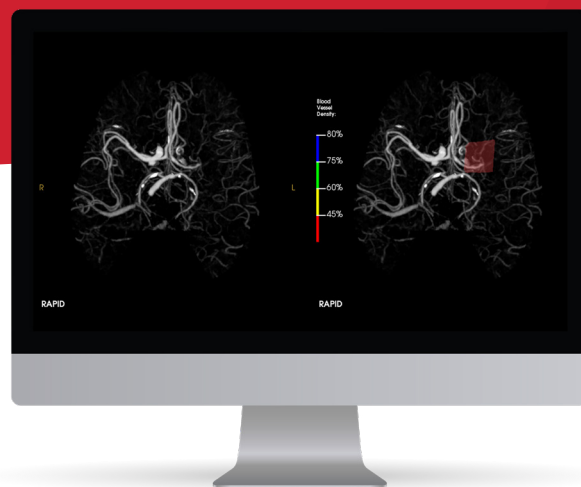 Blood
Vessel
Density:
80%
75%
60%
45%
R
L
RAPID
RAPID